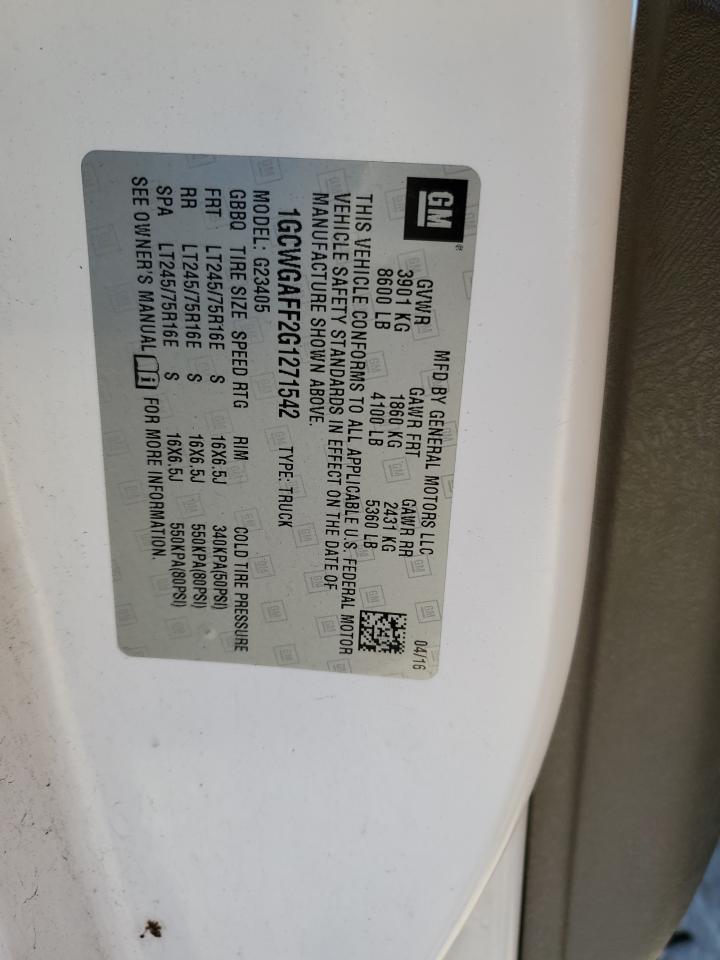 GM®
MFD BY GENERAL MOTORS LLC 04/16
GVWR GAWR FRT GAWR RR
3901 KG 1860 KG 2431 KG
8600 LB 4100 LB 5360 LB
THIS VEHICLE CONFORMS TO ALL APPLICABLE U.S. FEDERAL MOTOR
VEHICLE SAFETY STANDARDS IN EFFECT ON THE DATE OF
MANUFACTURE SHOWN ABOVE.
1GCWGAFF2G1271542 TYPE: TRUCK
MODEL: G23405
GBBQ TIRE SIZE SPEED RTG RIM COLD TIRE PRESSURE
FRT LT245/75R16E S 16X6.5J 340KPA(50PSI)
RR LT245/75R16E S 16X6.5J 550KPA(80PSI)
SPA LT245/75R16E S 16X6.5J 550KPA(80PSI)
SEE OWNER'S MANUAL FOR MORE INFORMATION.